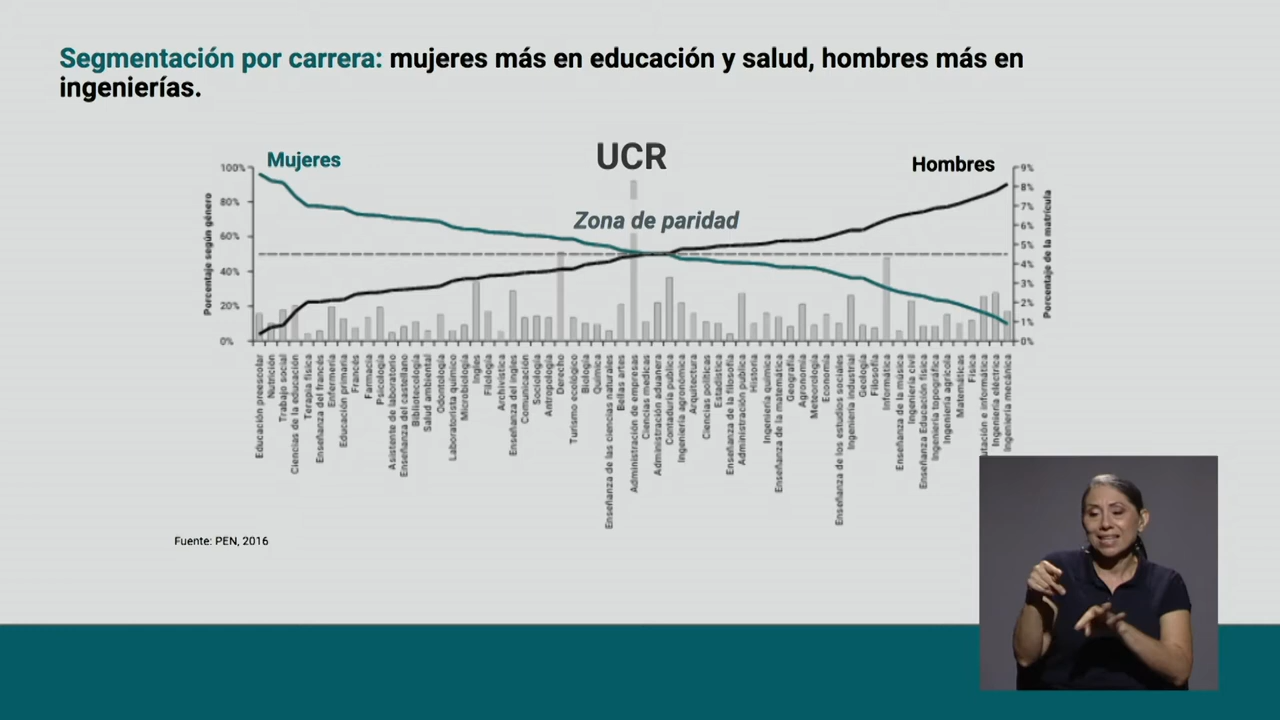 Segmentación por carrera: mujeres más en educación y salud, hombres más en
ingenierías.
UCR
Mujeres
Hombres
Zona de paridad
Porcentaje según género
100%
80%
60%
40%
20%
0%
9%
8%
7%
6%
5%
4%
3%
2%
1%
0%
Porcentaje de la matrícula
Educación preescolar
Nutrición
Trabajo social
Ciencias de la educación
Terapia física
Enseñanza del francés
Enfermería
Educación primaria
Francés
Farmacia
Psicología
Asistente de laboratorio
Enseñanza del castellano
Bibliotecología
Salud ambiental
Odontología
Laboratorista químico
Microbiología
Inglés
Filología
Archivística
Enseñanza del inglés
Comunicación
Sociología
Antropología
Derecho
Turismo ecológico
Biología
Química
Enseñanza de las ciencias naturales
Bellas artes
Administración de empresas
Ciencias médicas
Administración aduanera
Contaduría pública
Ingeniería agronómica
Arquitectura
Ciencias políticas
Estadística
Enseñanza de la filosofía
Administración pública
Historia
Ingeniería química
Enseñanza de la matemática
Geografía
Agronomía
Meteorología
Economía
Enseñanza de los estudios sociales
Ingeniería industrial
Geología
Filosofía
Informática
Enseñanza de la música
Ingeniería civil
Enseñanza Educación física
Ingeniería topográfica
Ingeniería agrícola
Matemáticas
Física
e informática
Ingeniería eléctrica
Ingeniería mecánica
Fuente: PEN, 2016